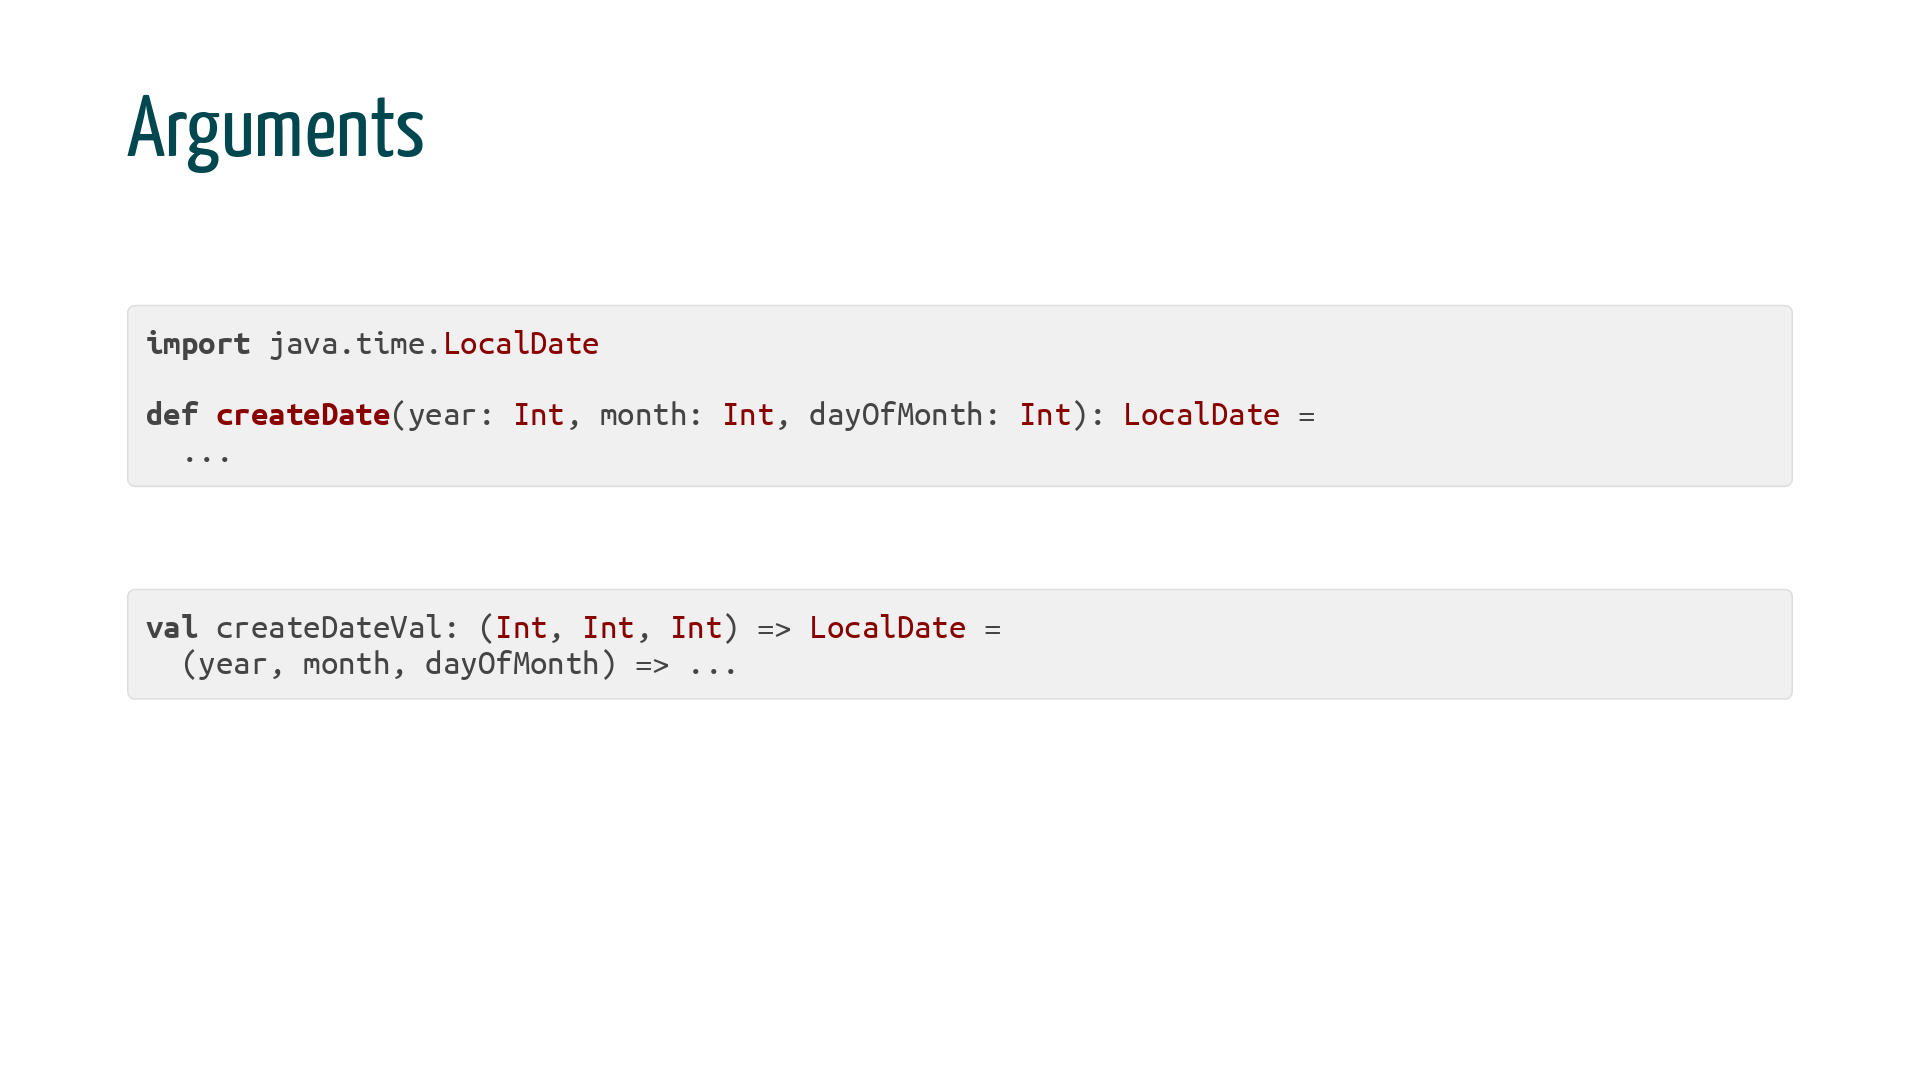 Arguments
import java.time.LocalDate
def createDate(year: Int, month: Int, dayOfMonth: Int): LocalDate =
  ...
val createDateVal: (Int, Int, Int) => LocalDate =
  (year, month, dayOfMonth) => ...